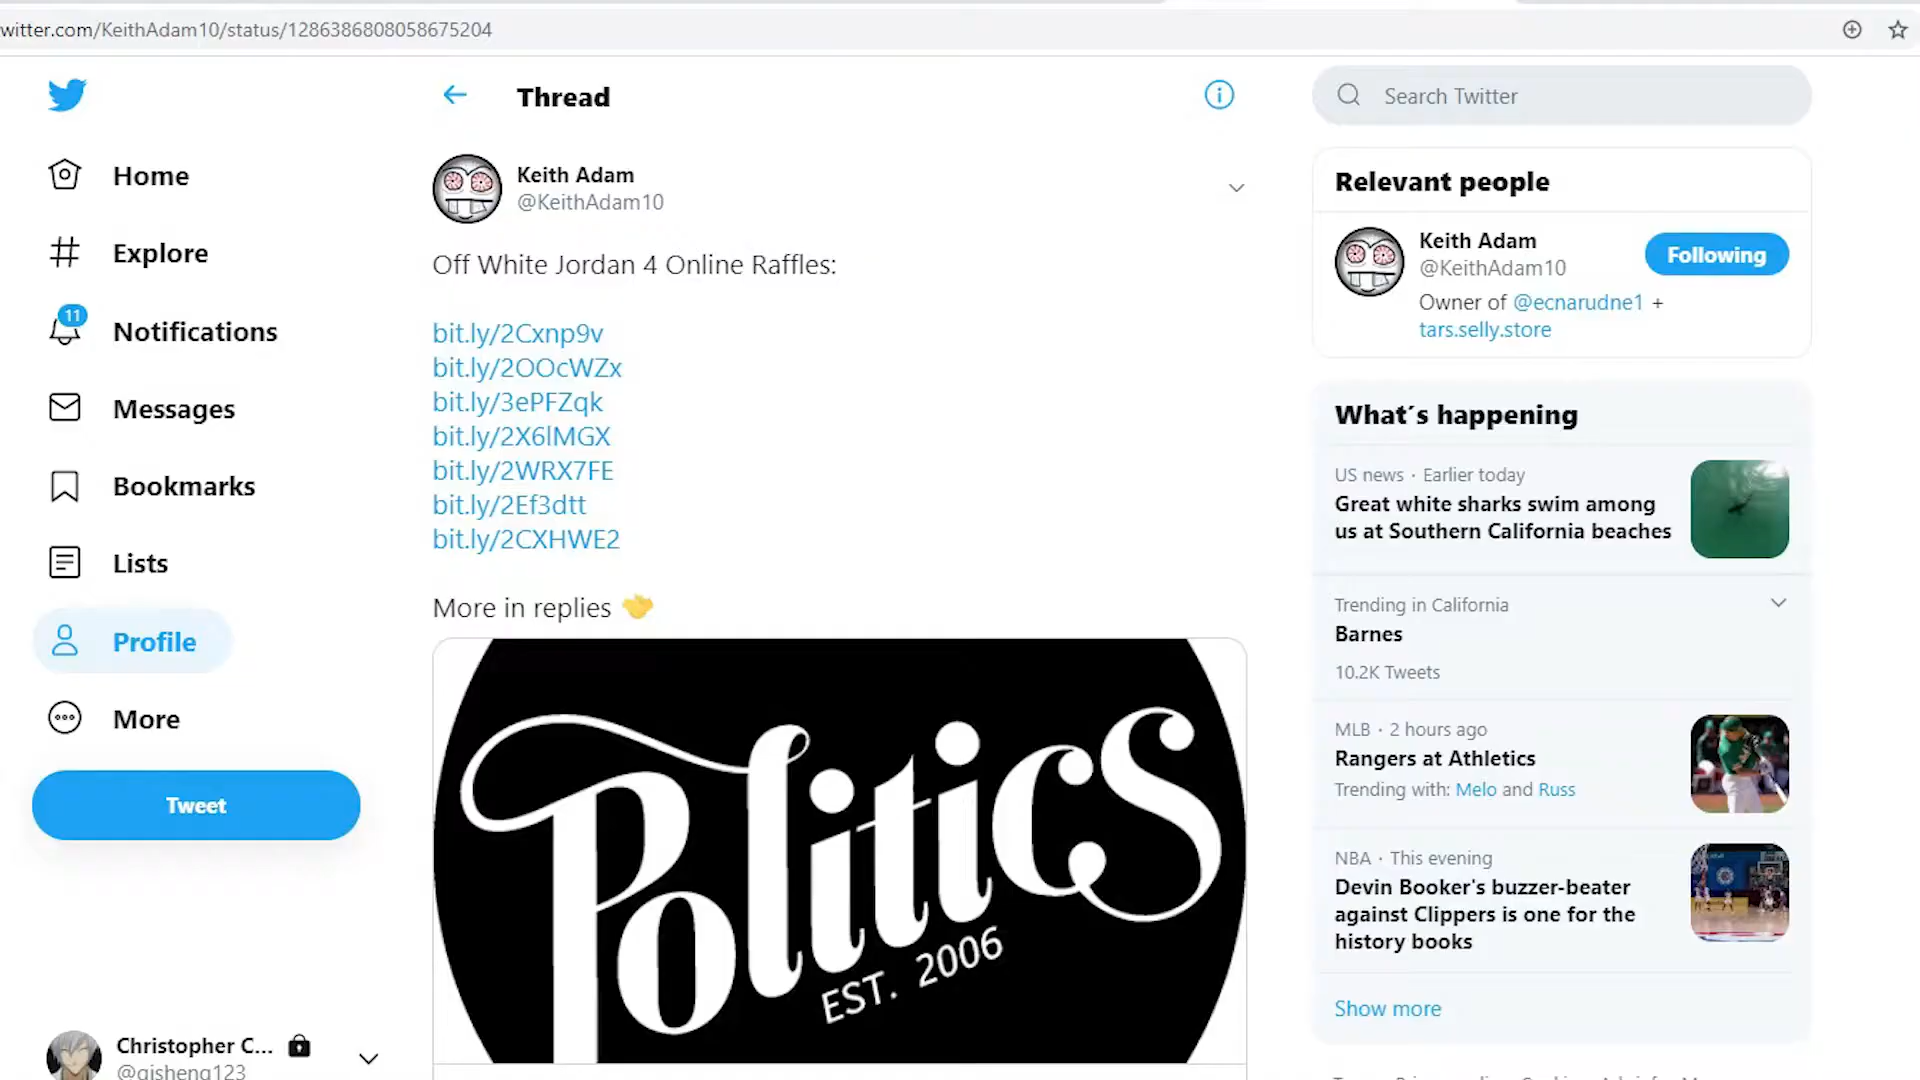 witter.com/KeithAdam10/status/1286386808058675204
Home
Explore
11
Notifications
Messages
Bookmarks
Lists
Profile
More
Tweet
Christopher C...
@qisheng123
Thread
Keith Adam
@KeithAdam10
Off White Jordan 4 Online Raffles:
bit.ly/2Cxnp9v
bit.ly/2OOcWZx
bit.ly/3ePFZqk
bit.ly/2X6lMGX
bit.ly/2WRX7FE
bit.ly/2Ef3dtt
bit.ly/2CXHWE2
More in replies
Politics
EST. 2006
Search Twitter
Relevant people
Keith Adam
@KeithAdam10
Following
Owner of @ecnarudne1 +
tars.selly.store
What's happening
US news · Earlier today
Great white sharks swim among
us at Southern California beaches
Trending in California
Barnes
10.2K Tweets
MLB · 2 hours ago
Rangers at Athletics
Trending with: Melo and Russ
NBA · This evening
Devin Booker's buzzer-beater
against Clippers is one for the
history books
Show more